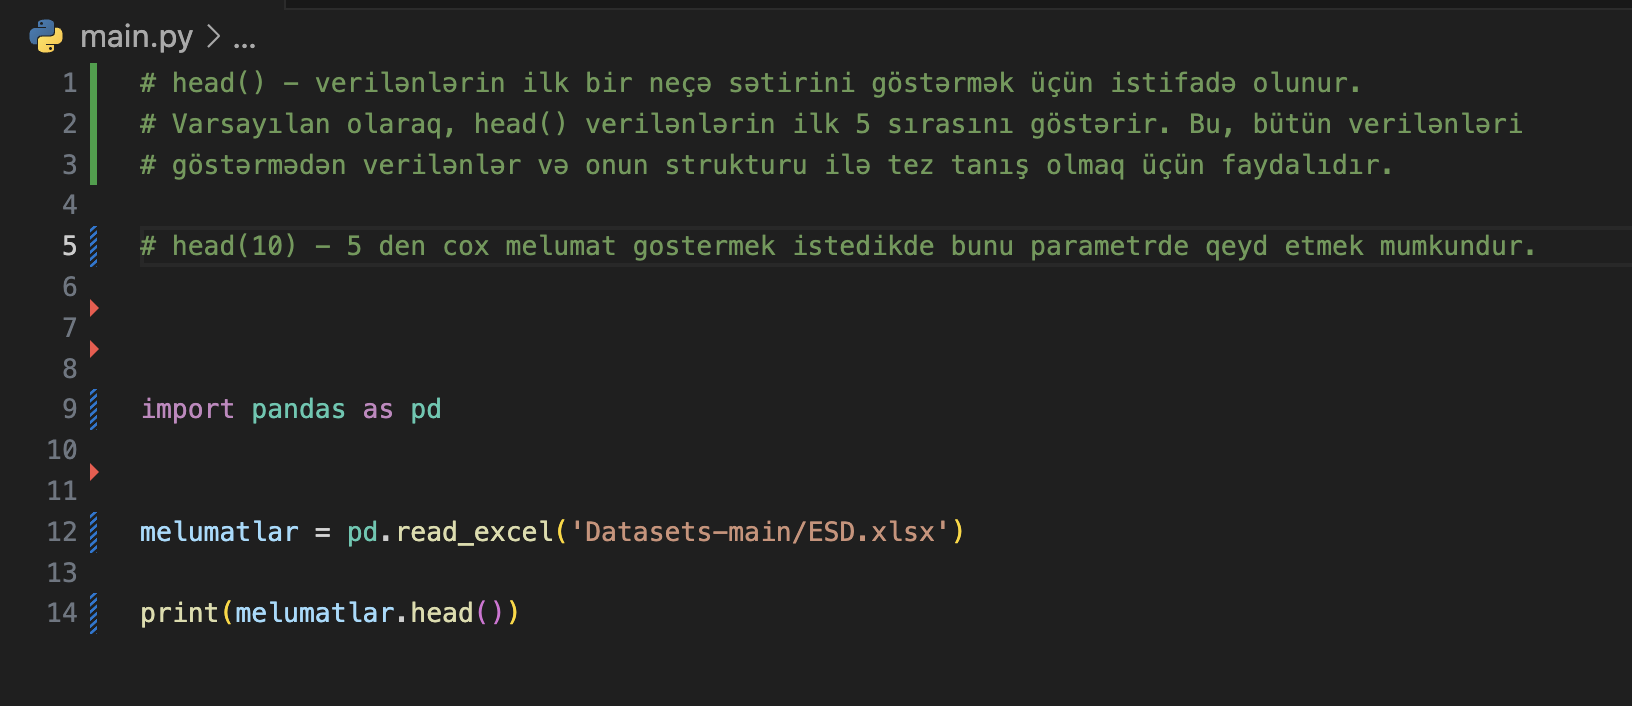 main.py > ...
1 # head() - verilənlərin ilk bir neçə sətirini göstərmək üçün istifadə olunur.
2 # Varsayılan olaraq, head() verilənlərin ilk 5 sırasını göstərir. Bu, bütün verilənləri
3 # göstərmədən verilənlər və onun strukturu ilə tez tanış olmaq üçün faydalıdır.
4
5 # head(10) - 5 den cox melumat gostermek istedikde bunu parametrde qeyd etmek mumkundur.
6
7
8
9 import pandas as pd
10
11
12 melumatlar = pd.read_excel('Datasets-main/ESD.xlsx')
13
14 print(melumatlar.head())